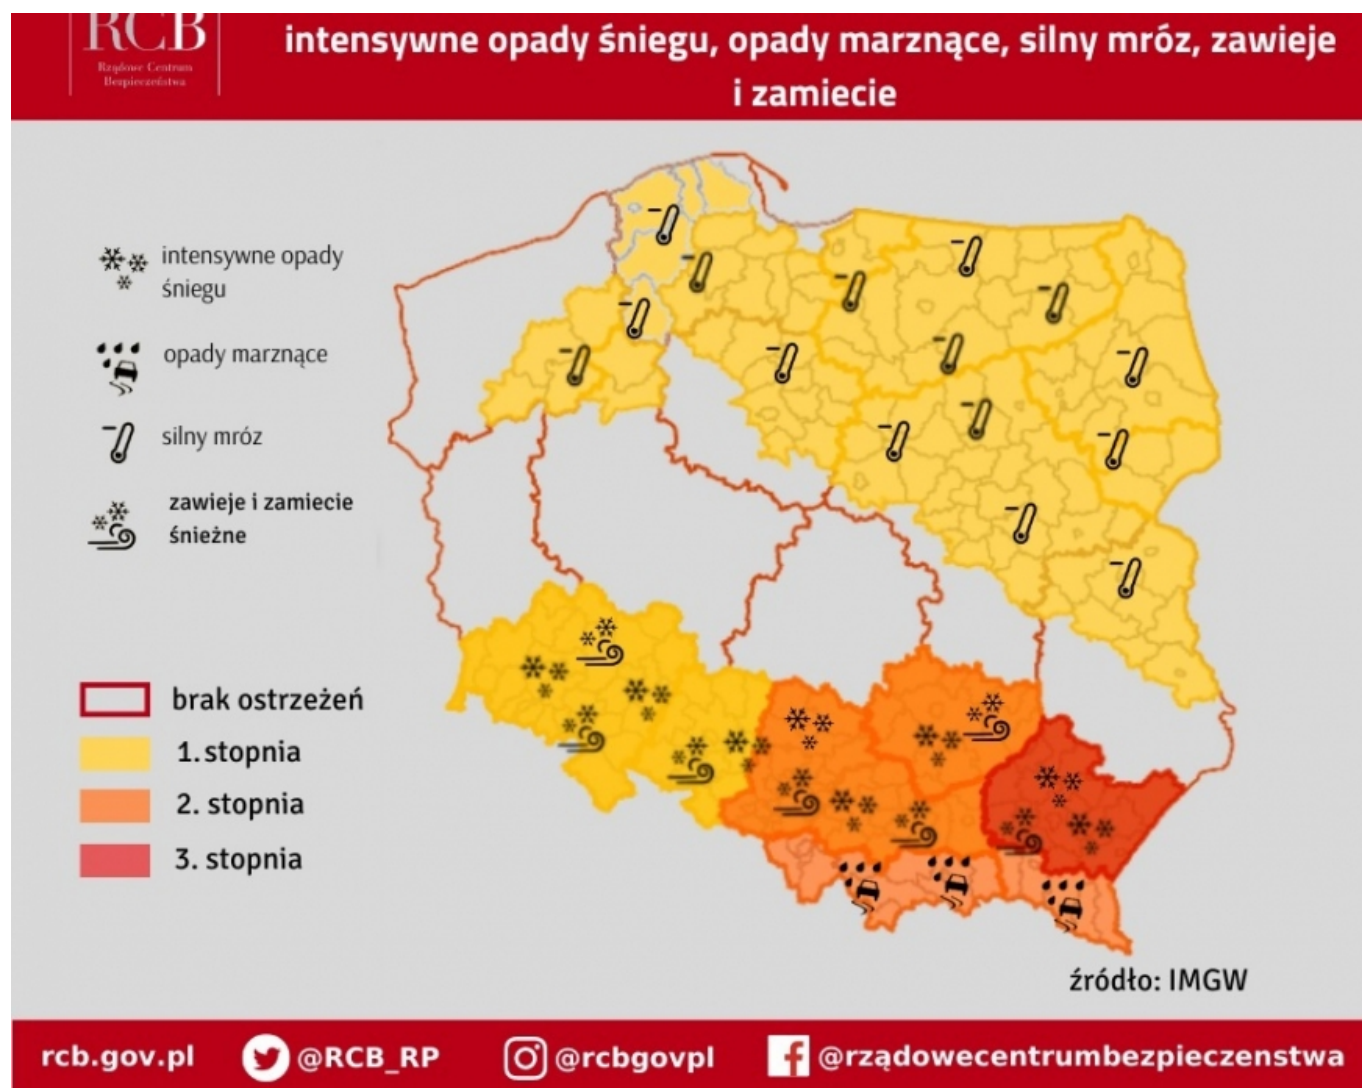 RCB
Rządowe Centrum
Bezpieczeństwa
intensywne opady śniegu, opady marznące, silny mróz, zawieje
i zamiecie
intensywne opady
śniegu
opady marznące
silny mróz
zawieje i zamiecie
śnieżne
brak ostrzeżeń
1. stopnia
2. stopnia
3. stopnia
źródło: IMGW
rcb.gov.pl
@RCB_RP
@rcbgovpl
@rządowecentrumbezpieczenstwa